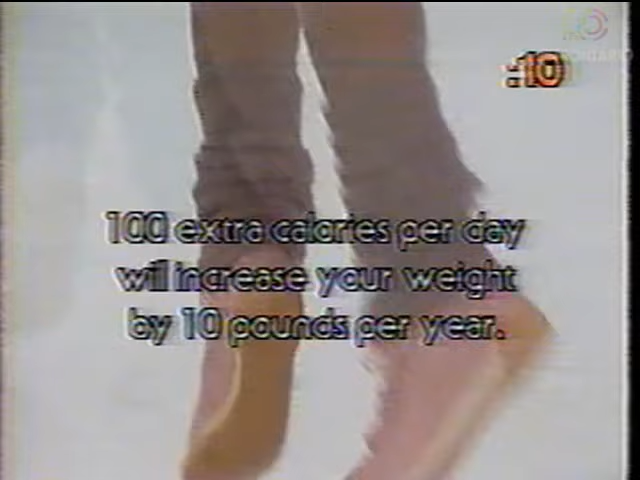 :10
100 extra calories per day
will increase your weight
by 10 pounds per year.